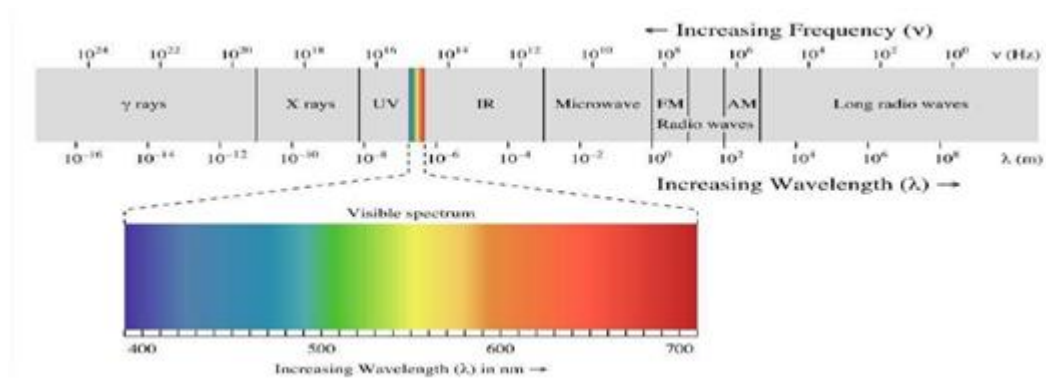 ← Increasing Frequency (ν)
10²⁴ 10²² 10²⁰ 10¹⁸ 10¹⁶ 10¹⁴ 10¹² 10¹⁰ 10⁸ 10⁶ 10⁴ 10² 10⁰ ν (Hz)
γ rays X rays UV IR Microwave FM AM Long radio waves
Radio waves
10⁻¹⁶ 10⁻¹⁴ 10⁻¹² 10⁻¹⁰ 10⁻⁸ 10⁻⁶ 10⁻⁴ 10⁻² 10⁰ 10² 10⁴ 10⁶ 10⁸ λ (m)
Increasing Wavelength (λ) →
Visible spectrum
400 500 600 700
Increasing Wavelength (λ) in nm →